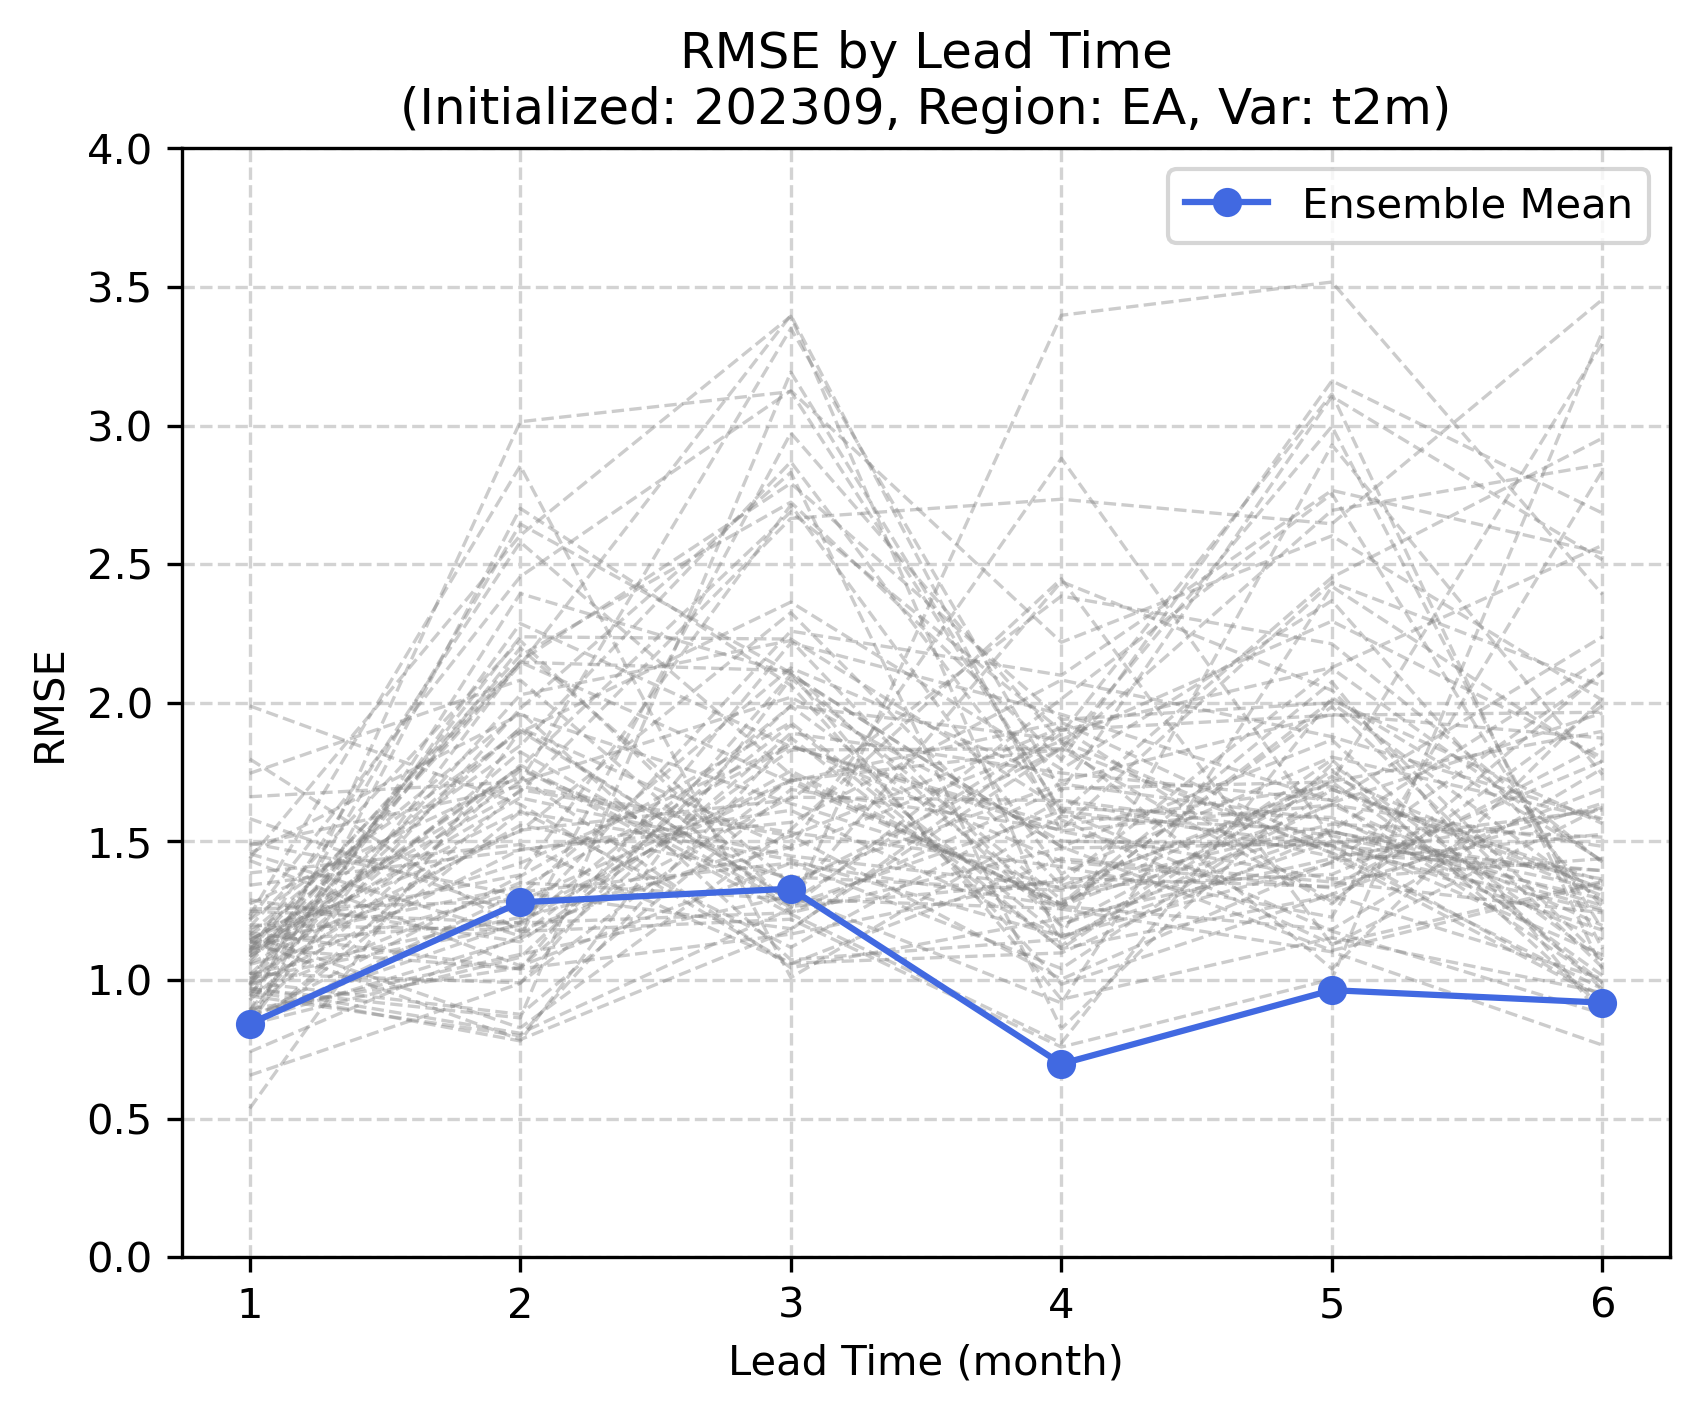 RMSE by Lead Time
(Initialized: 202309, Region: EA, Var: t2m)
Ensemble Mean
RMSE
4.0
3.5
3.0
2.5
2.0
1.5
1.0
0.5
0.0
1 2 3 4 5 6
Lead Time (month)